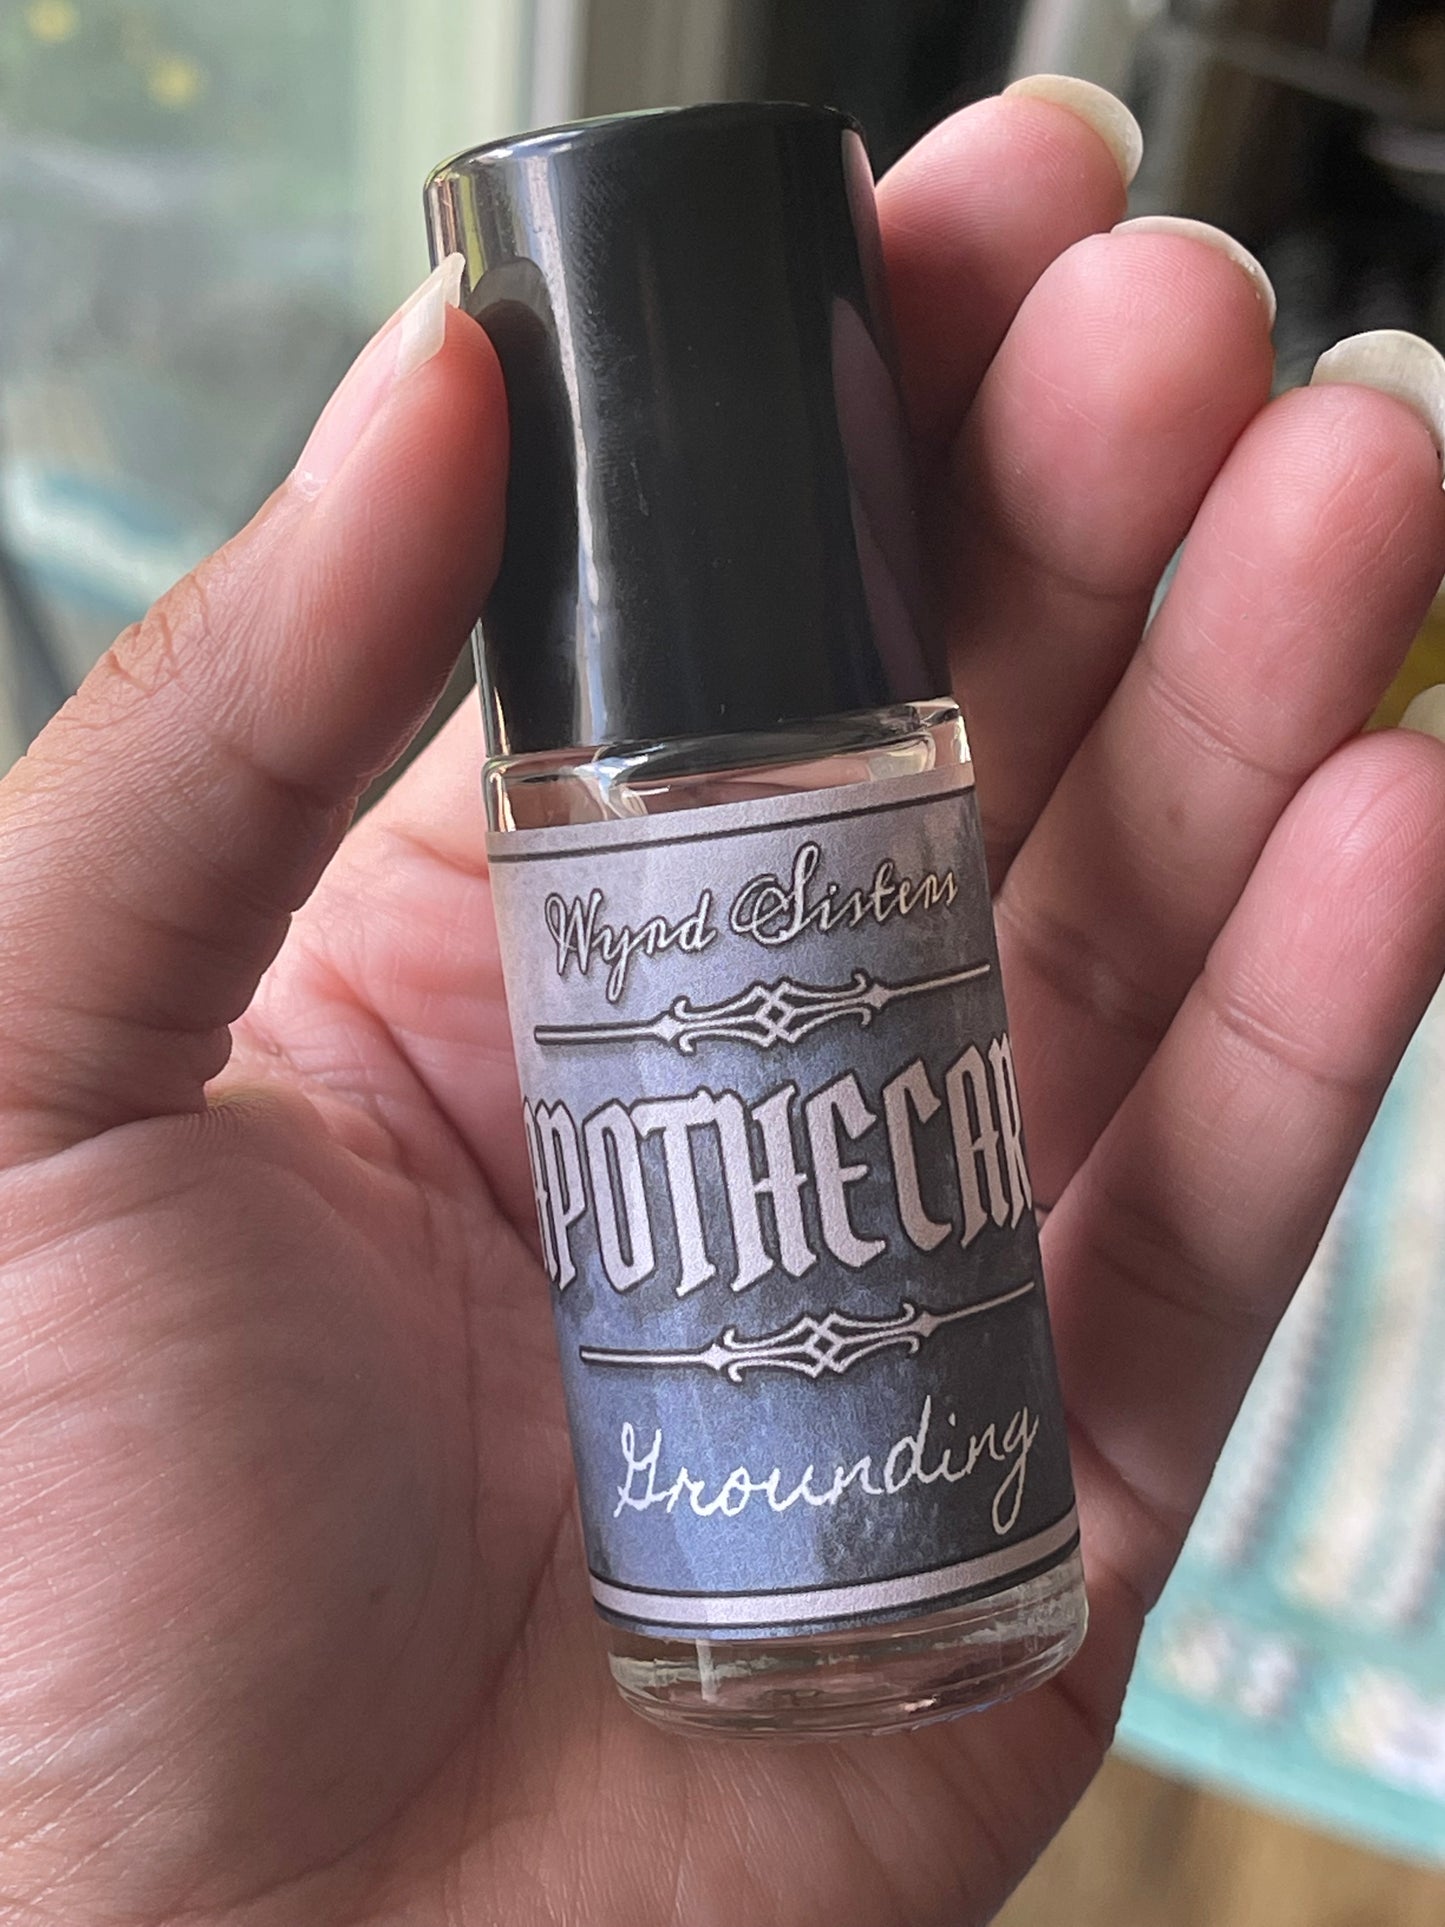 Wyrd Sisters
APOTHECAR
Grounding